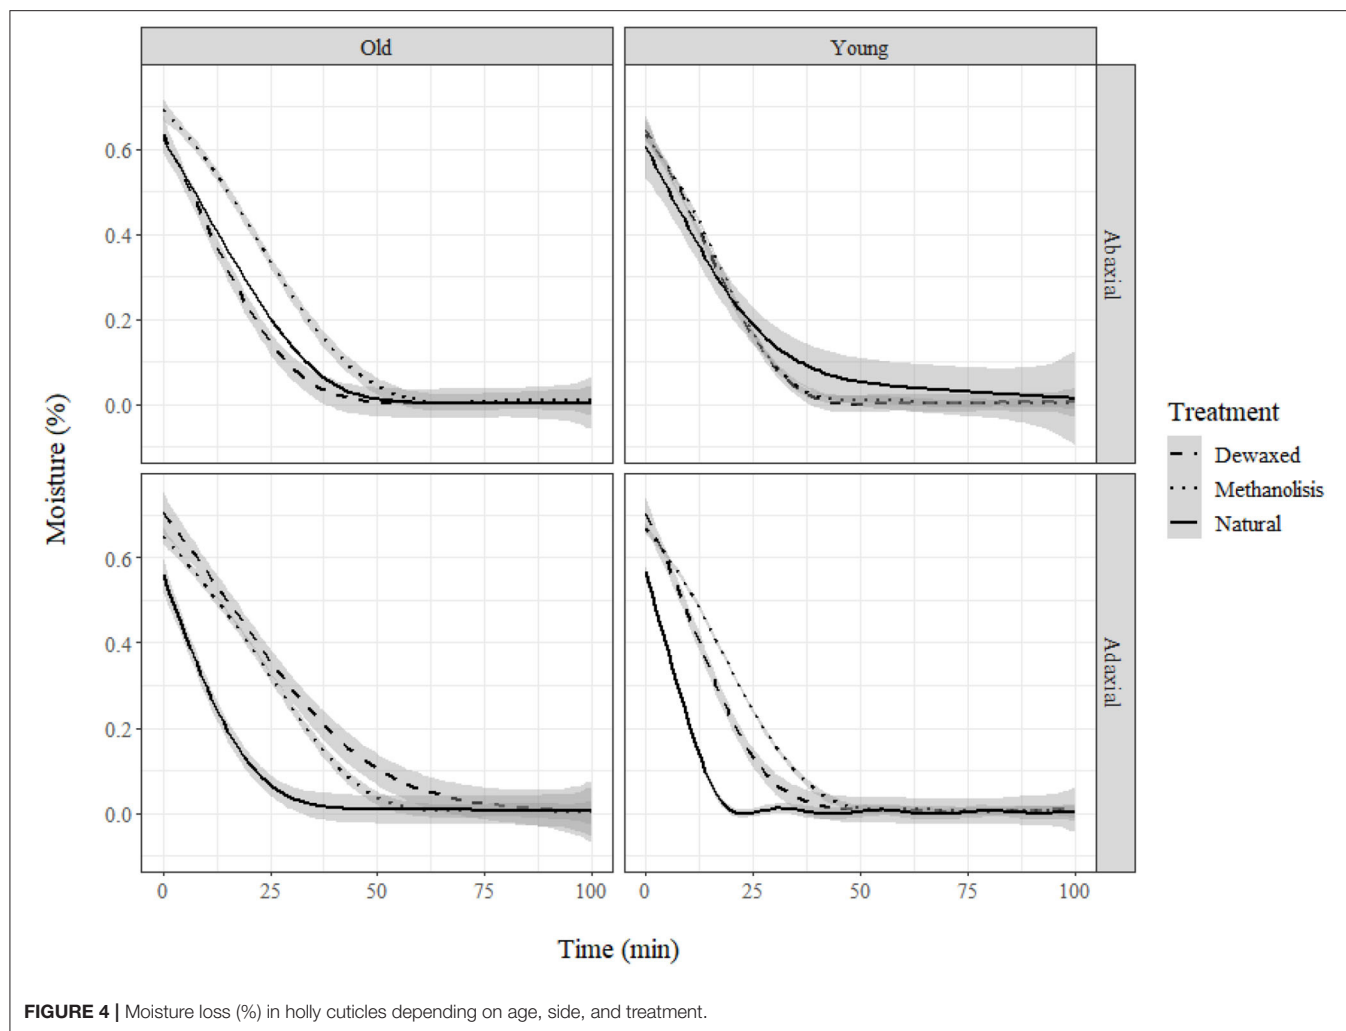 Old
Young
0.6
0.4
0.2
0.0
Abaxial
0.6
0.4
0.2
0.0
Adaxial
Moisture (%)
0
25
50
75
100
0
25
50
75
100
Time (min)
Treatment
Dewaxed
Methanolisis
Natural
FIGURE 4 | Moisture loss (%) in holly cuticles depending on age, side, and treatment.